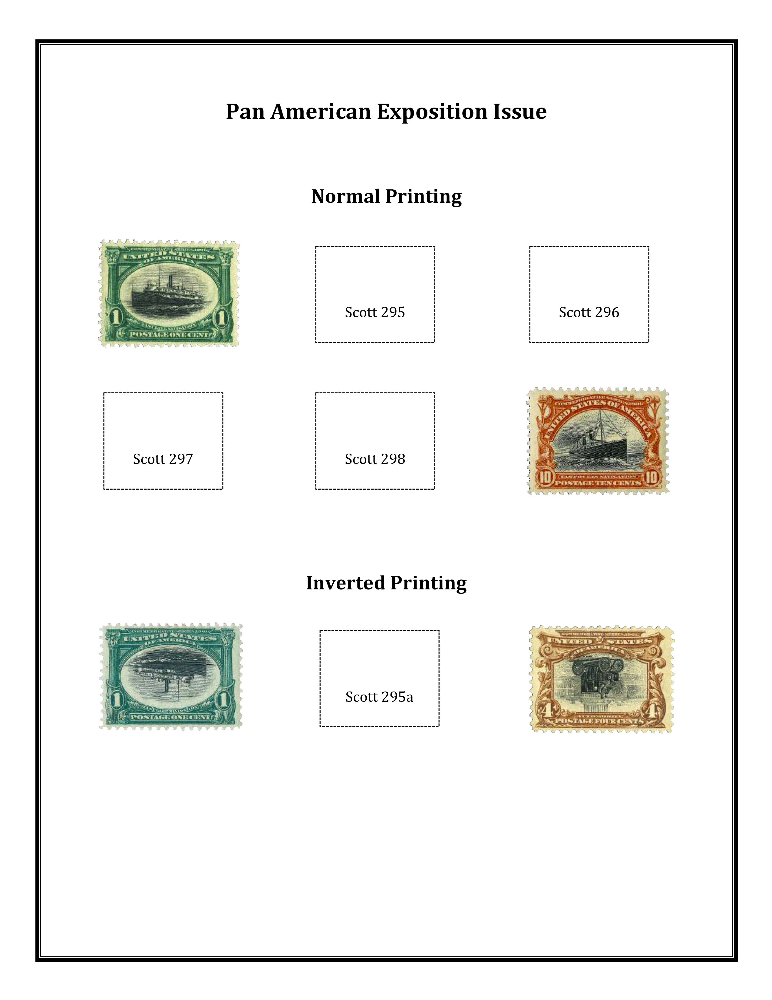 Pan American Exposition Issue
Normal Printing
COMMEMORATIVE SERIES, 1901
UNITED STATES
OF AMERICA
1 1
FAST LAKE NAVIGATION
POSTAGE ONE CENT
Scott 295
Scott 296
Scott 297
Scott 298
COMMEMORATIVE SERIES, 1901
UNITED STATES OF AMERICA
10 10
FAST OCEAN NAVIGATION
POSTAGE TEN CENTS
Inverted Printing
COMMEMORATIVE SERIES, 1901
UNITED STATES
OF AMERICA
1 1
FAST LAKE NAVIGATION
POSTAGE ONE CENT
Scott 295a
COMMEMORATIVE SERIES, 1901
UNITED STATES
OF AMERICA
4 4
AUTOMOBILE
POSTAGE FOUR CENTS